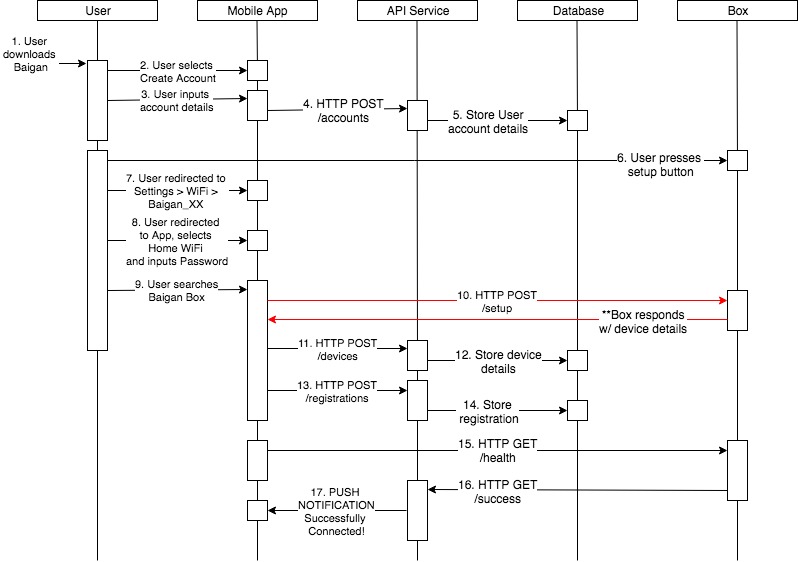 User
Mobile App
API Service
Database
Box
1. User
downloads
Baigan
2. User selects
Create Account
3. User inputs
account details
4. HTTP POST
/accounts
5. Store User
account details
6. User presses
setup button
7. User redirected to
Settings > WiFi >
Baigan_XX
8. User redirected
to App, selects
Home WiFi
and inputs Password
9. User searches
Baigan Box
10. HTTP POST
/setup
**Box responds
w/ device details
11. HTTP POST
/devices
12. Store device
details
13. HTTP POST
/registrations
14. Store
registration
15. HTTP GET
/health
16. HTTP GET
/success
17. PUSH
NOTIFICATION
Successfully
Connected!